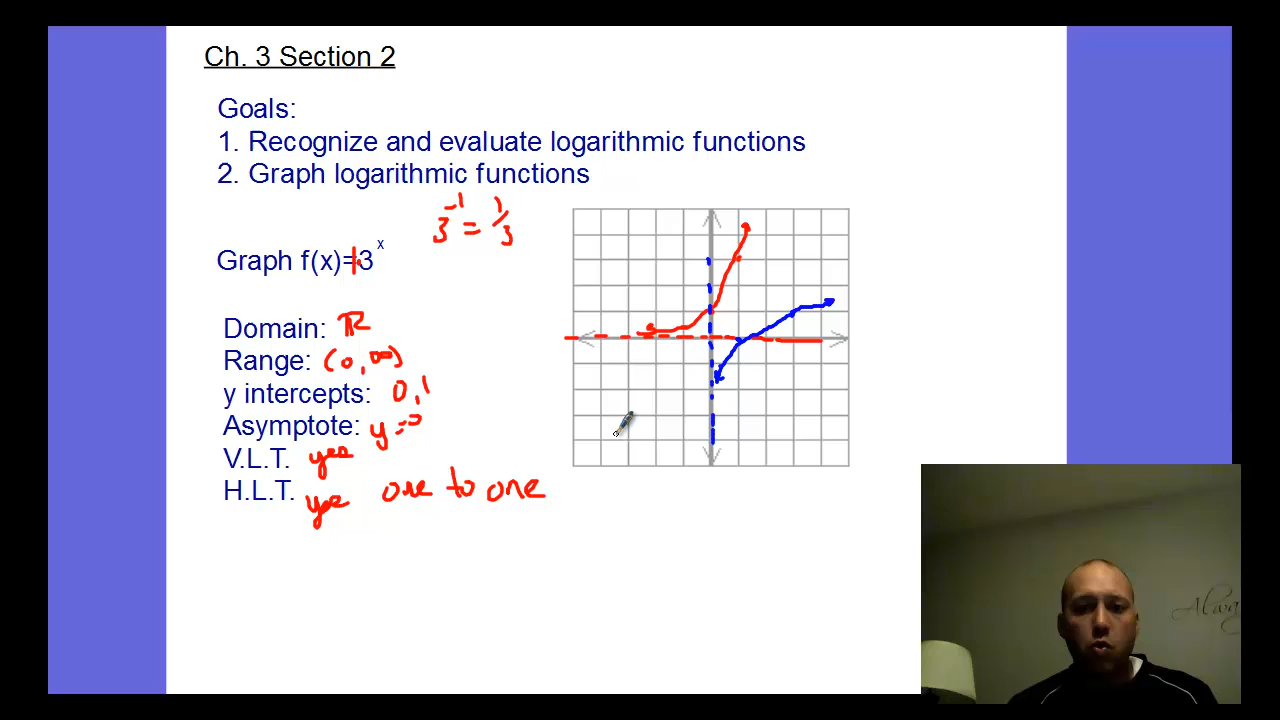 Ch. 3 Section 2
Goals:
1. Recognize and evaluate logarithmic functions
2. Graph logarithmic functions
3⁻¹ = 1/3
Graph f(x)=1·3ˣ
Domain: ℝ
Range: (0, ∞)
y intercepts: 0,1
Asymptote: y=0
V.L.T. yes
H.L.T. yes one to one